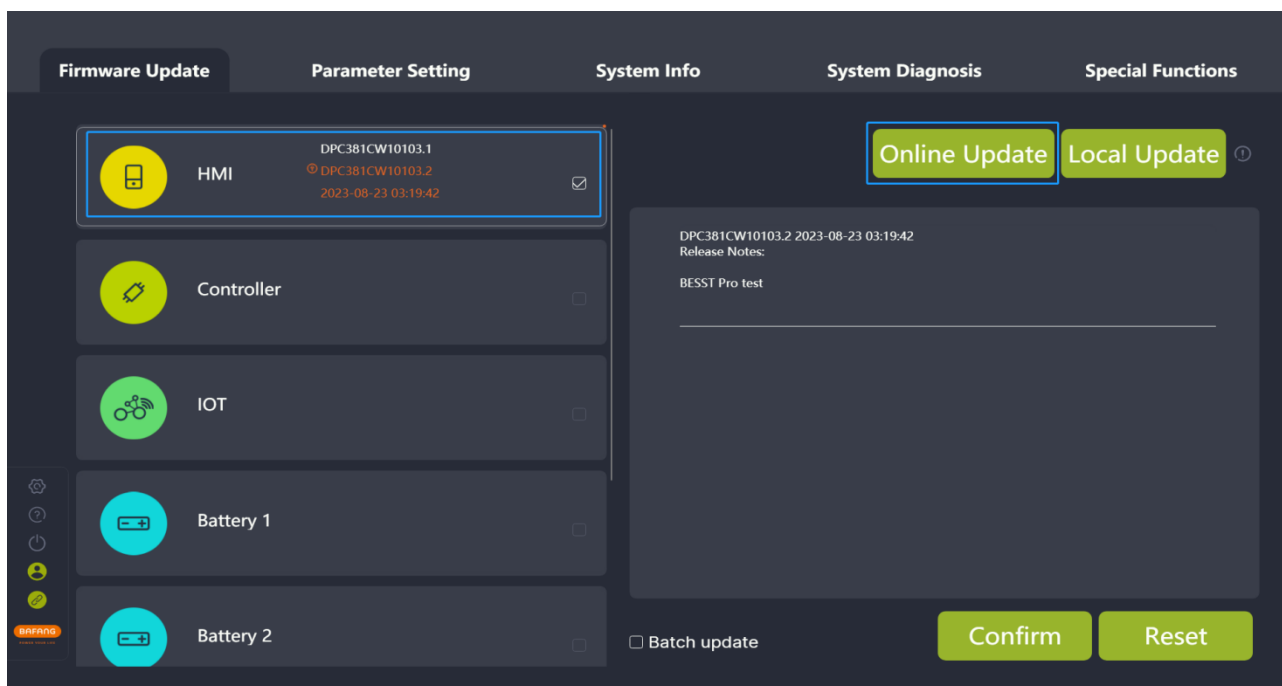 Firmware Update
Parameter Setting
System Info
System Diagnosis
Special Functions
HMI
DPC381CW10103.1
DPC381CW10103.2
2023-08-23 03:19:42
Online Update
Local Update
DPC381CW10103.2 2023-08-23 03:19:42
Release Notes:
BESST Pro test
Controller
IOT
Battery 1
Battery 2
BAFANG
Batch update
Confirm
Reset